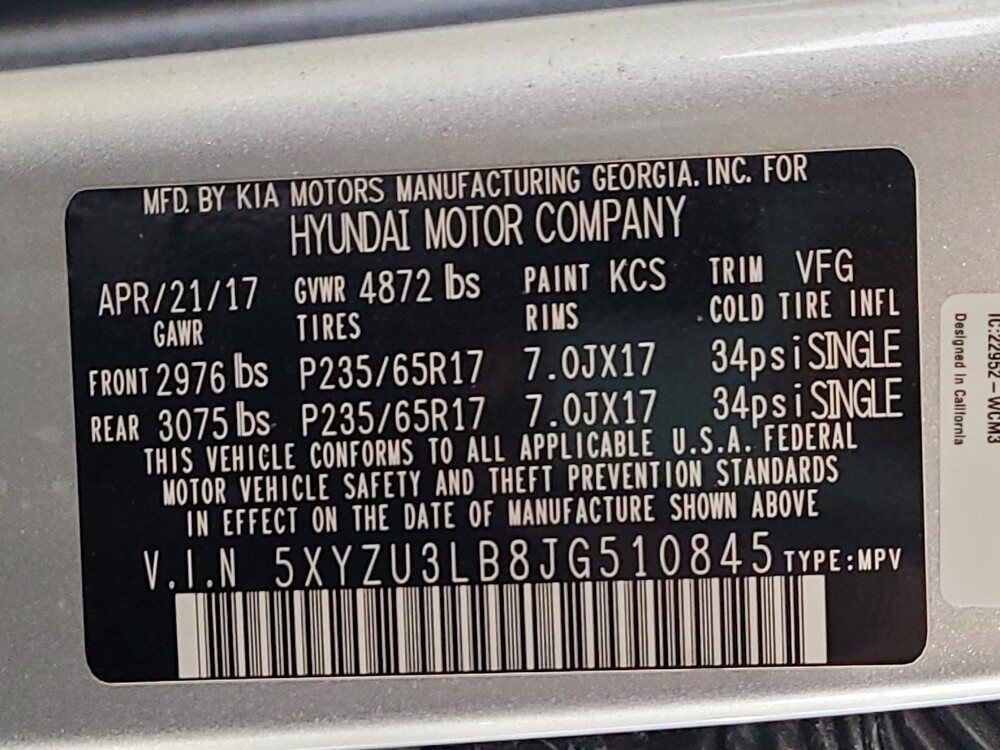 MFD. BY KIA MOTORS MANUFACTURING GEORGIA. INC. FOR
HYUNDAI MOTOR COMPANY
APR/21/17 GVWR 4872 lbs PAINT KCS TRIM VFG
GAWR TIRES RIMS COLD TIRE INFL
FRONT 2976 lbs P235/65R17 7.0JX17 34psi SINGLE
REAR 3075 lbs P235/65R17 7.0JX17 34psi SINGLE
THIS VEHICLE CONFORMS TO ALL APPLICABLE U.S.A. FEDERAL
MOTOR VEHICLE SAFETY AND THEFT PREVENTION STANDARDS
IN EFFECT ON THE DATE OF MANUFACTURE SHOWN ABOVE
V.I.N 5XYZU3LB8JG510845 TYPE:MPV
Designed in California